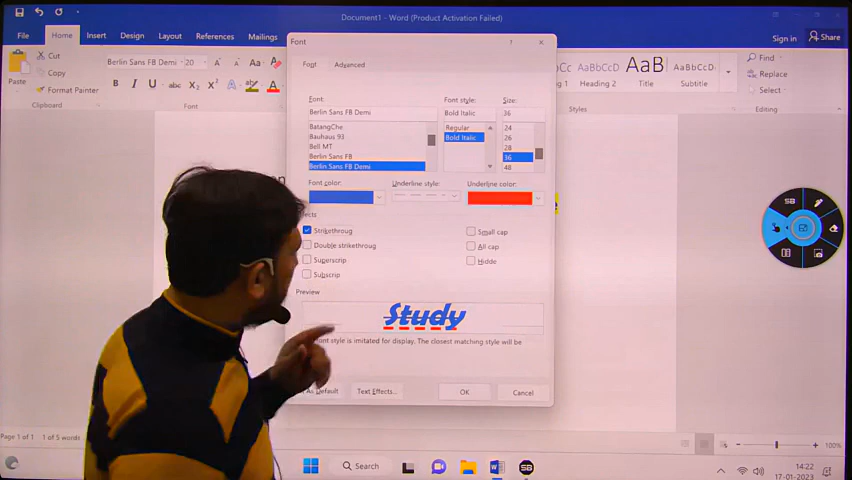 Document1 - Word (Product Activation Failed)
File Home Insert Design Layout References Mailings Sign in Share
Cut
Copy
Format Painter
Paste
Clipboard
Berlin Sans FB Demi 20
B I U abc X2 X2
Font
Heading 2 Title Subtitle
Styles
Find
Replace
Select
Editing
Font ? ×
Font Advanced
Font: Font style: Size:
Berlin Sans FB Demi Bold Italic 36
BatangChe
Bauhaus 93
Bell MT
Berlin Sans FB
Berlin Sans FB Demi
Regular
Bold Italic
24
26
28
36
48
Font color: Underline style: Underline color:
Strikethroug
Double strikethroug
Superscrip
Subscrip
Small cap
All cap
Hidde
Preview
Study
font style is imitated for display. The closest matching style will be
As Default Text Effects... OK Cancel
SB
Page 1 of 1 1 of 5 words
100%
Search
14:22
17-01-2023